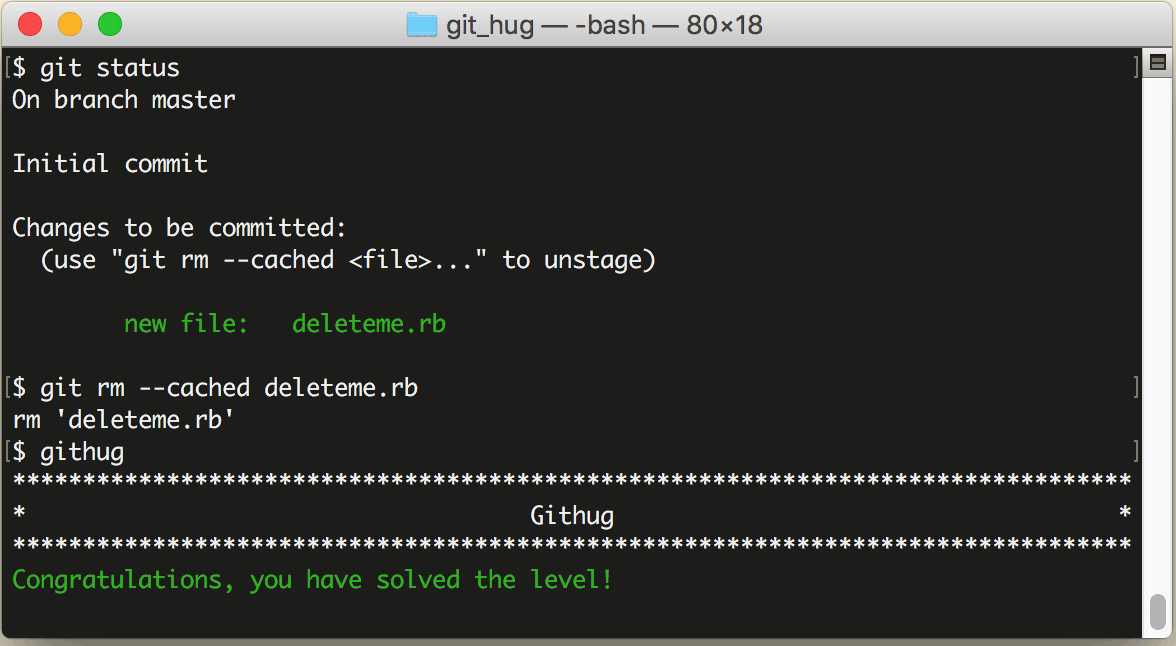 git_hug — -bash — 80×18
[$ git status ]
On branch master
Initial commit
Changes to be committed:
(use "git rm --cached <file>..." to unstage)
new file: deleteme.rb
[$ git rm --cached deleteme.rb ]
rm 'deleteme.rb'
[$ githug ]
********************************************************************************
* Githug *
********************************************************************************
Congratulations, you have solved the level!